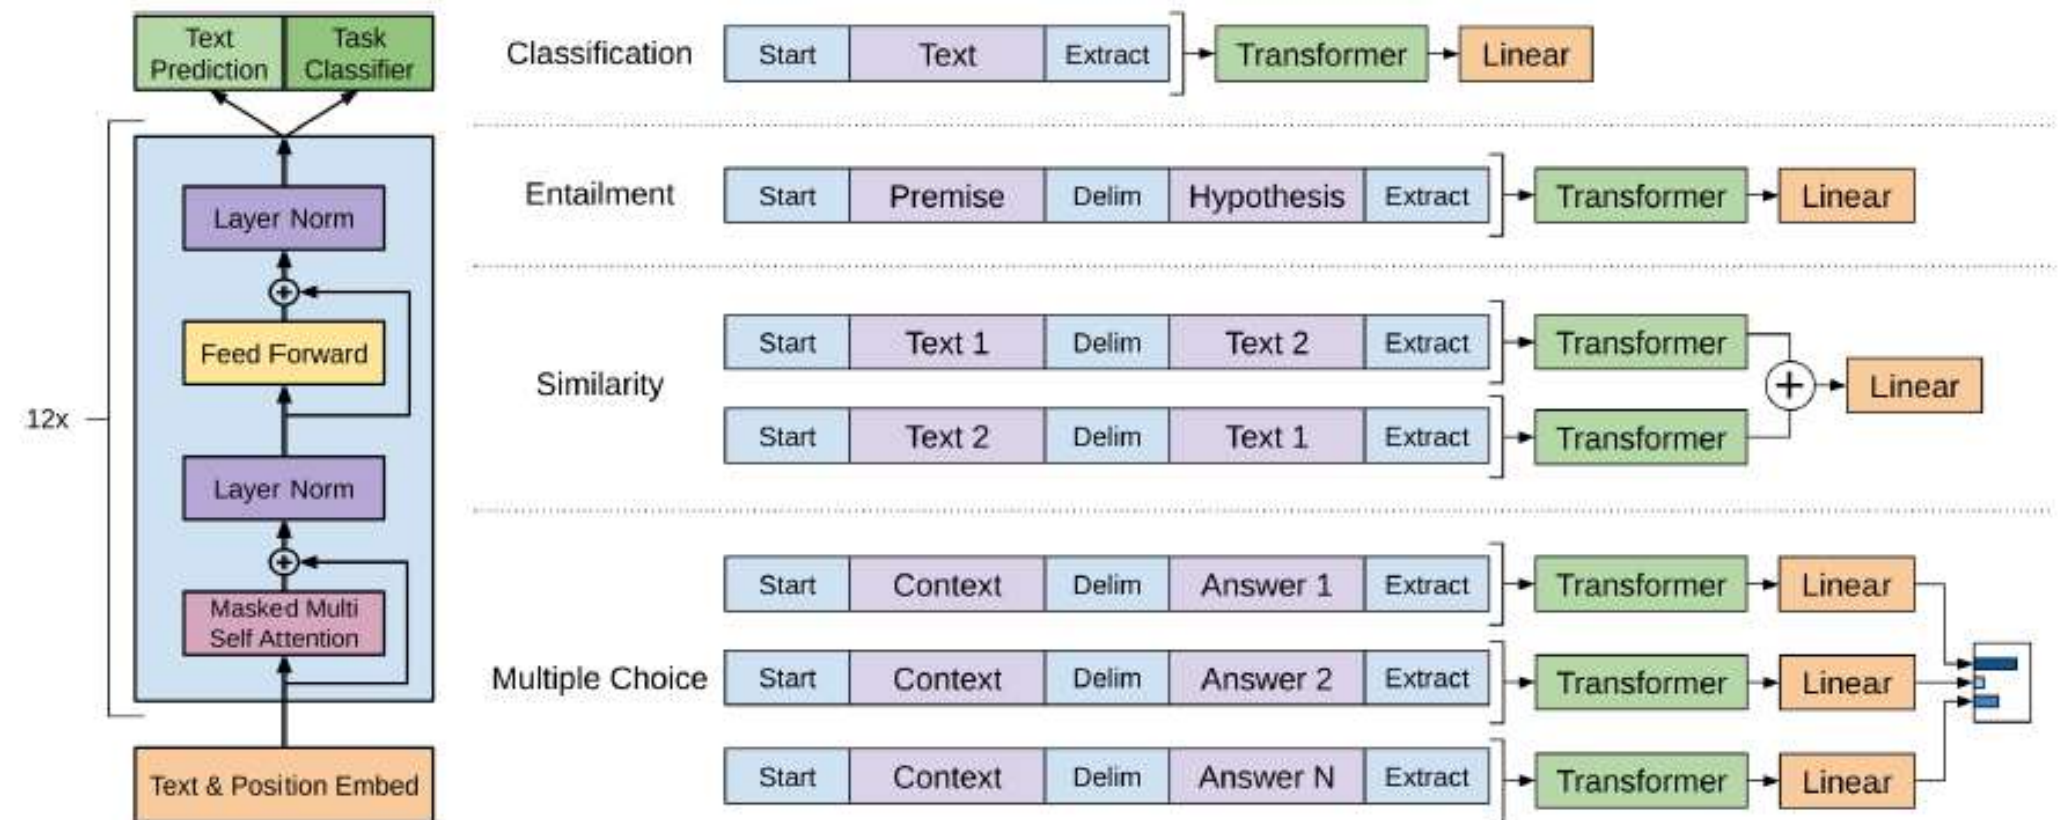 Text
Prediction
Task
Classifier
12x
Layer Norm
Feed Forward
Layer Norm
Masked Multi
Self Attention
Text & Position Embed
Classification Start Text Extract Transformer Linear
Entailment Start Premise Delim Hypothesis Extract Transformer Linear
Similarity
Start Text 1 Delim Text 2 Extract Transformer
Start Text 2 Delim Text 1 Extract Transformer
Linear
Multiple Choice
Start Context Delim Answer 1 Extract Transformer Linear
Start Context Delim Answer 2 Extract Transformer Linear
Start Context Delim Answer N Extract Transformer Linear